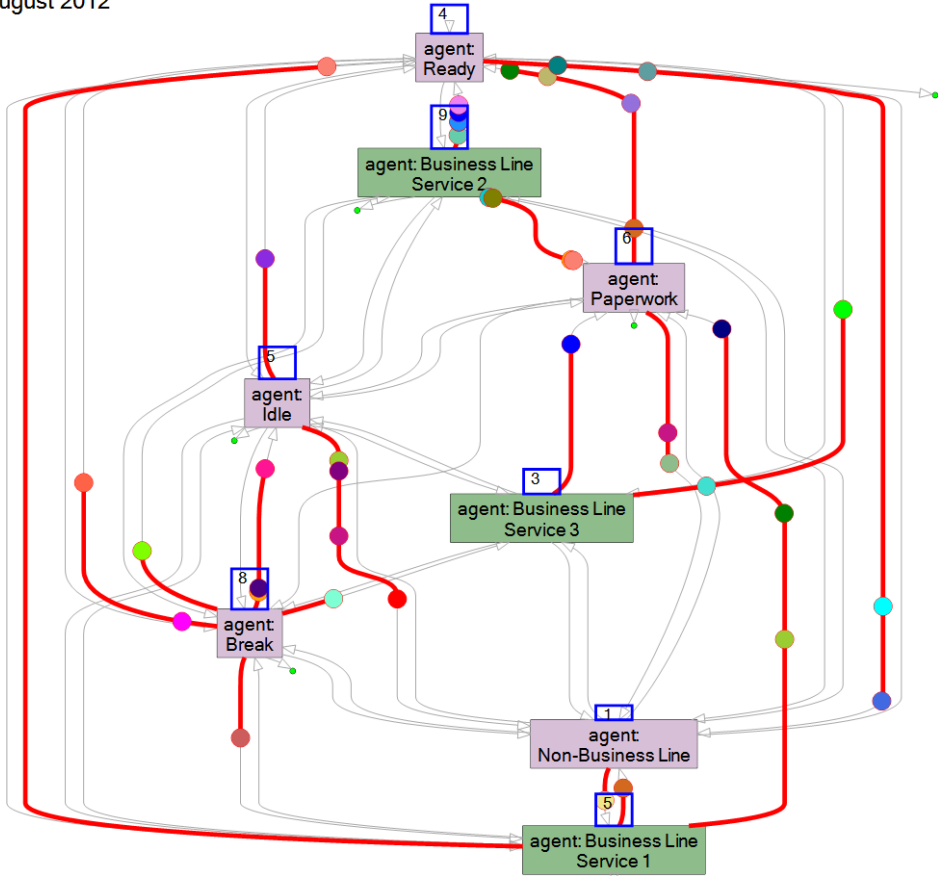 ugust 2012
4
agent:
Ready
9
agent: Business Line
Service 2
6
agent:
Paperwork
5
agent:
Idle
3
agent: Business Line
Service 3
8
agent:
Break
1
agent:
Non-Business Line
5
agent: Business Line
Service 1